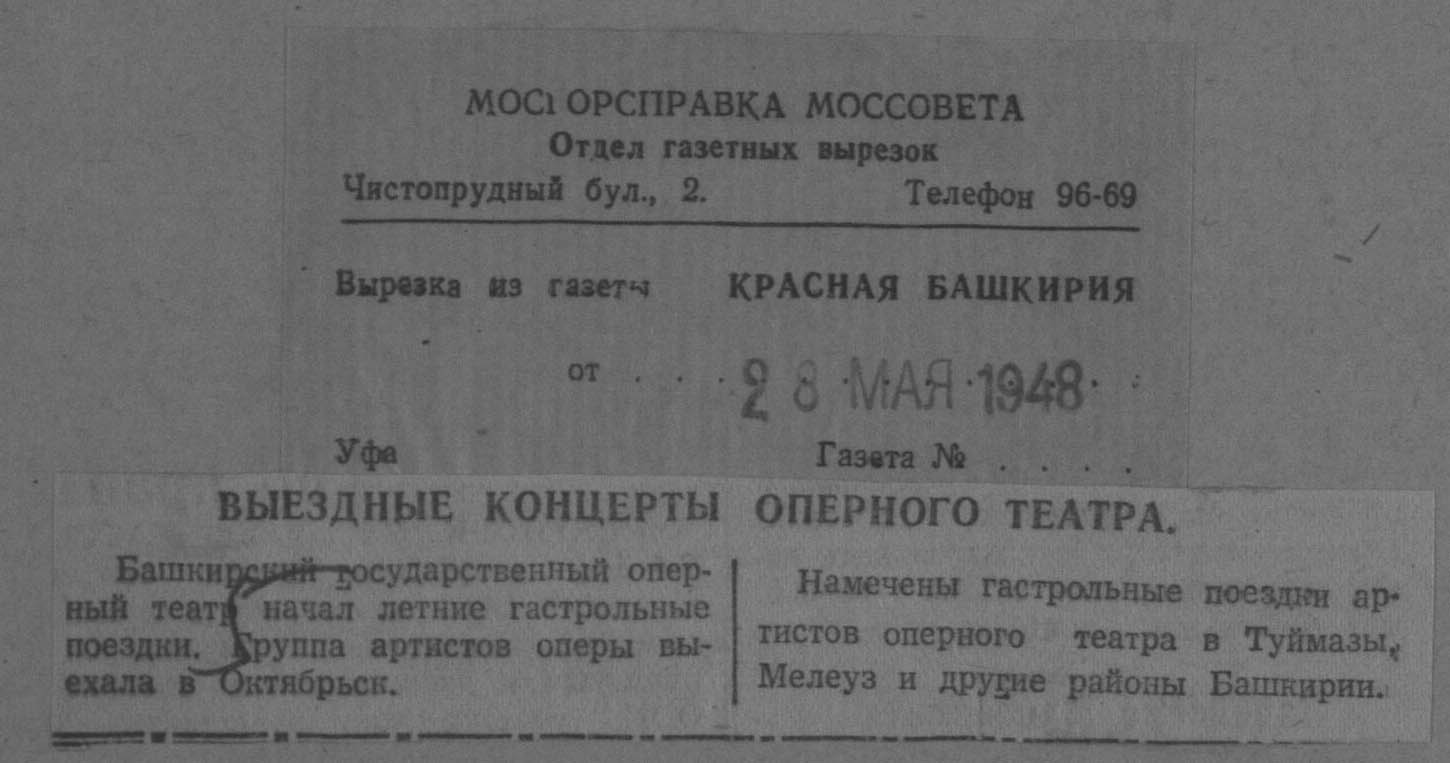 МОСГОРСПРАВКА МОССОВЕТА
Отдел газетных вырезок
Чистопрудный бул., 2. Телефон 96-69
Вырезка из газеты КРАСНАЯ БАШКИРИЯ
от . . . 28 МАЯ 1948 .
Уфа Газета № . . . .
ВЫЕЗДНЫЕ КОНЦЕРТЫ ОПЕРНОГО ТЕАТРА.
Башкирский государственный опер-
ный театр начал летние гастрольные
поездки. Группа артистов оперы вы-
ехала в Октябрьск.
Намечены гастрольные поездки ар-
тистов оперного театра в Туймазы,
Мелеуз и другие районы Башкирии.